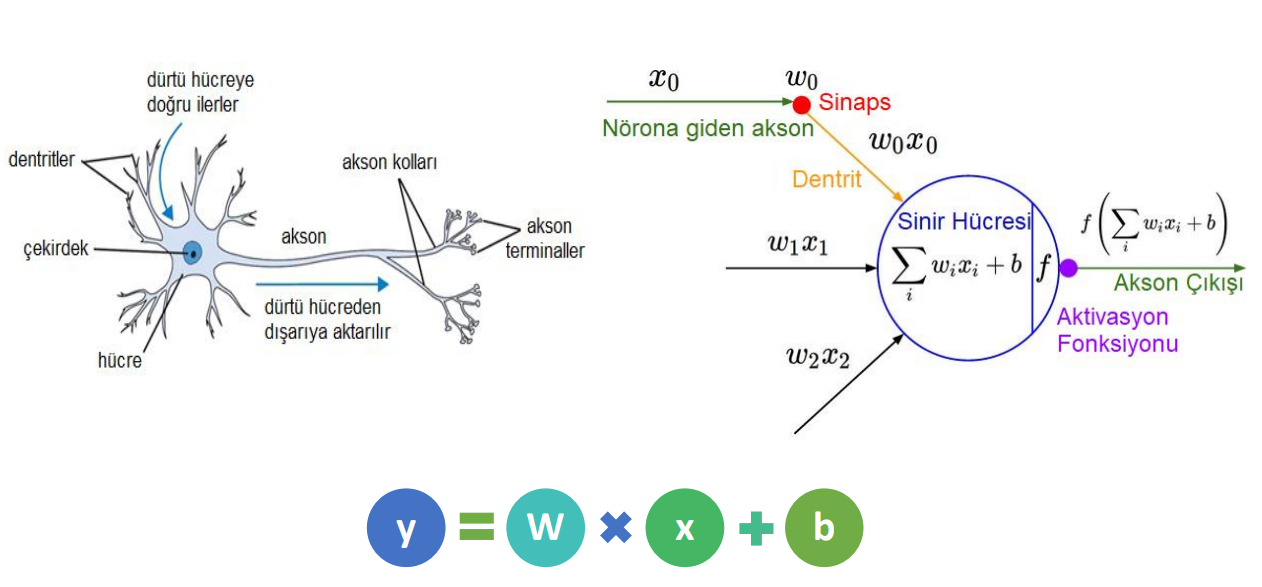 dürtü hücreye
doğru ilerler
dentritler
çekirdek
hücre
akson
dürtü hücreden
dışarıya aktarılır
akson kolları
akson
terminaller
x₀
w₀
Sinaps
Nörona giden akson
w₀x₀
Dentrit
w₁x₁
w₂x₂
Sinir Hücresi
∑ᵢ wᵢxᵢ + b
f
f(∑ᵢ wᵢxᵢ + b)
Akson Çıkışı
Aktivasyon
Fonksiyonu
y = W × x + b